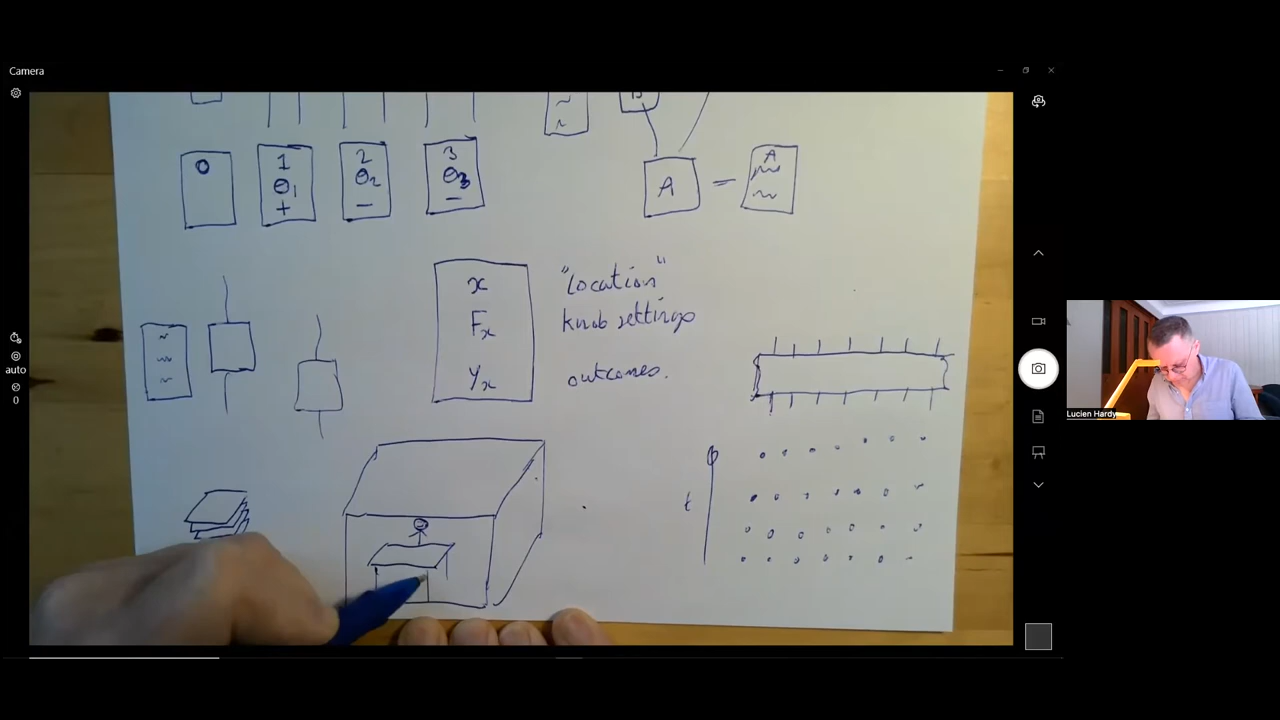 Camera
0
1
θ₁
+
2
θ₂
−
3
θ₃
−
A
=
A
x
"location"
Fₓ
knob settings
Yₓ
outcomes.
t
auto
0
Lucien Hardy